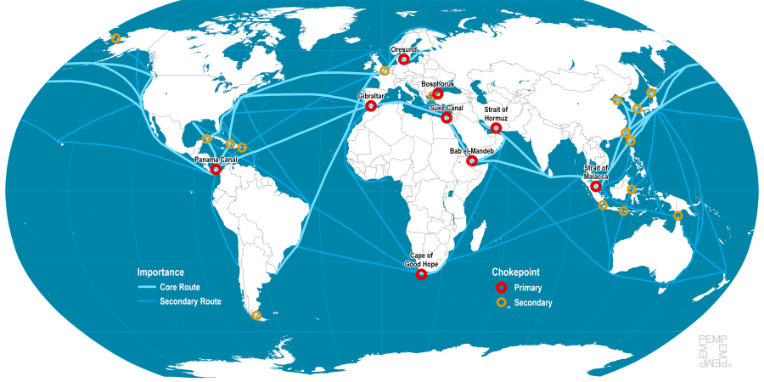 Oresund
Bosphorus
Gibraltar
Suez Canal
Strait of
Hormuz
Bab el-Mandeb
Panama Canal
Strait of
Malacca
Cape of
Good Hope
Importance
Core Route
Secondary Route
Chokepoint
Primary
Secondary
PEMP